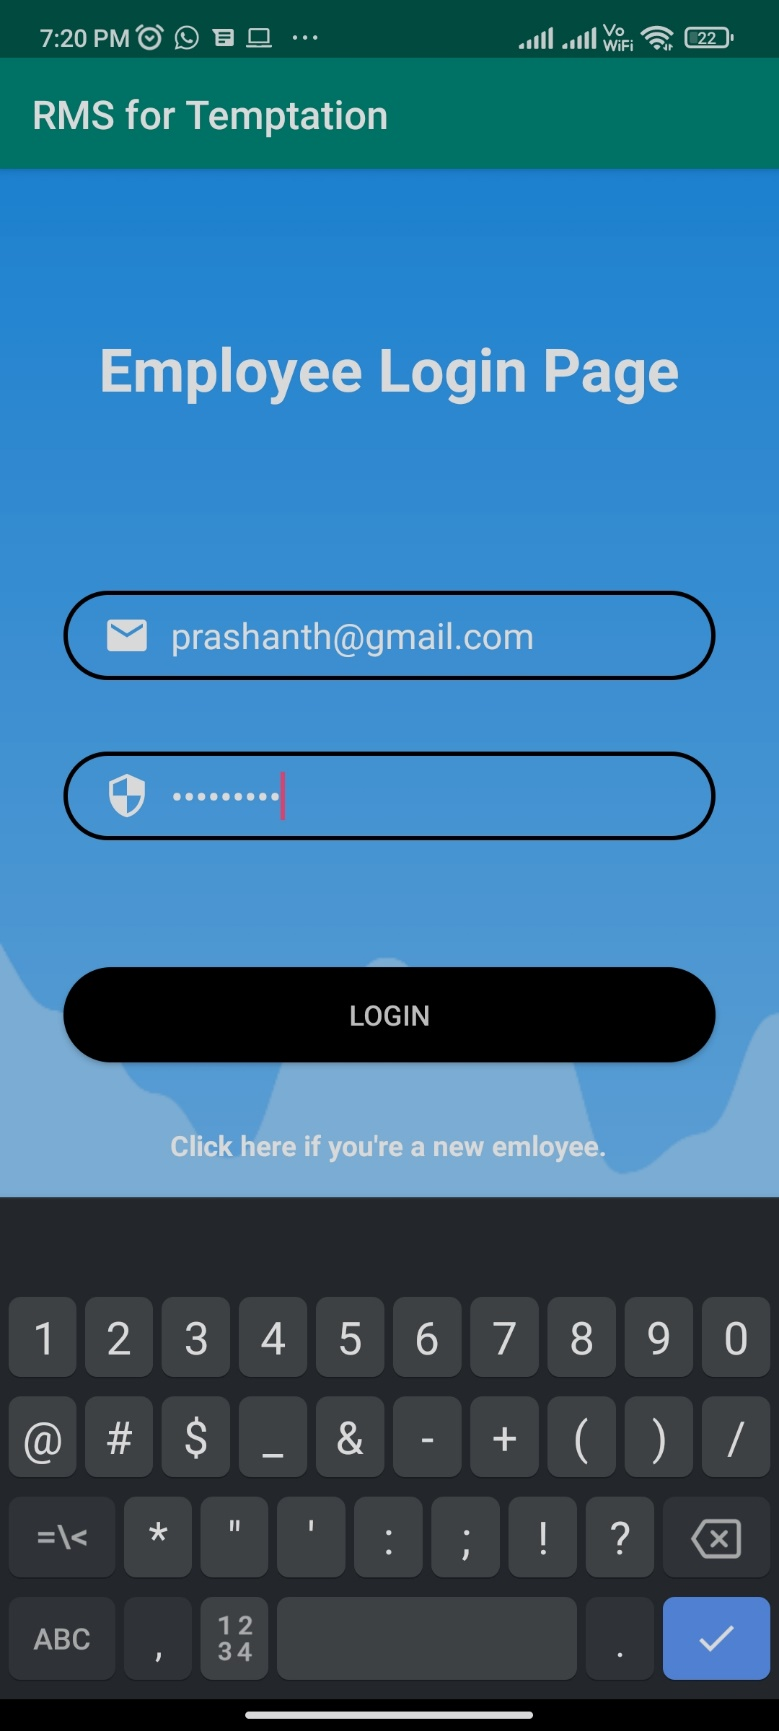 7:20 PM ... Vo WiFi 22
RMS for Temptation
Employee Login Page
prashanth@gmail.com
•••••••••
LOGIN
Click here if you're a new emloyee.
1 2 3 4 5 6 7 8 9 0
@ # $ _ & - + ( ) /
=\< * " ' : ; ! ?
ABC , 12 34 .